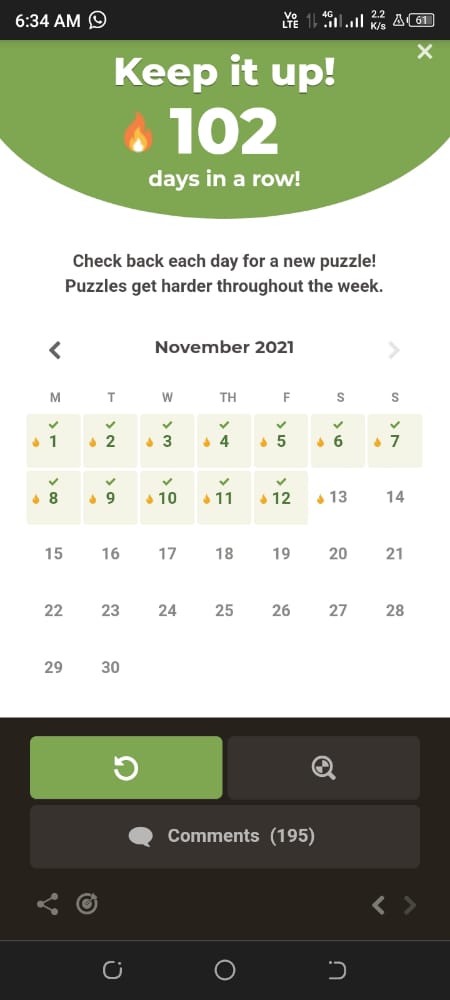 6:34 AM Vo LTE 4G 2.2 K/s 61
Keep it up!
102
days in a row!
Check back each day for a new puzzle!
Puzzles get harder throughout the week.
November 2021
M T W TH F S S
1 2 3 4 5 6 7
8 9 10 11 12 13 14
15 16 17 18 19 20 21
22 23 24 25 26 27 28
29 30
Comments (195)